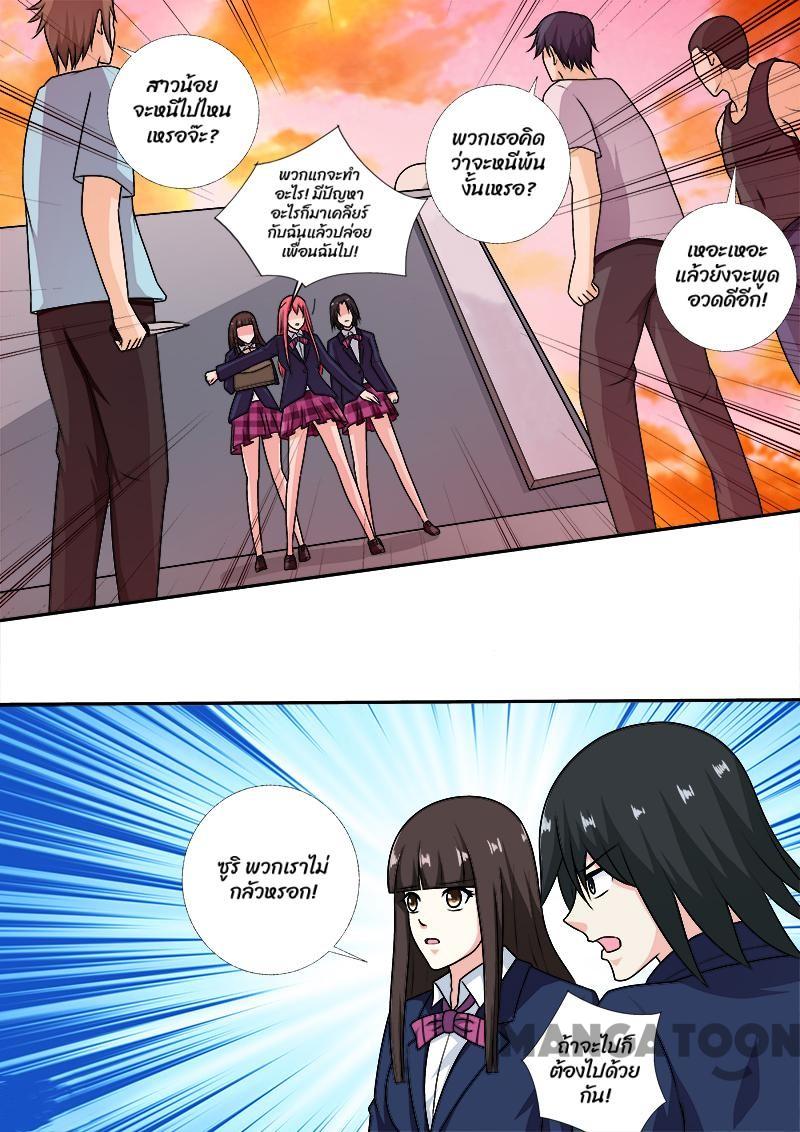 สาวน้อย
จะหนีไปไหน
เหรอจ๊ะ?
พวกแกจะทำ
อะไร! มีปัญหา
อะไรก็มาเคลียร์
กับฉันแล้วปล่อย
เพื่อนฉันไป!
พวกเธอคิด
ว่าจะหนีพ้น
งั้นเหรอ?
เหอะเหอะ
แล้วยังจะพูด
อวดดีอีก!
ซูริ พวกเราไม่
กลัวหรอก!
ถ้าจะไปก็
ต้องไปด้วย
กัน!
MANGATOON